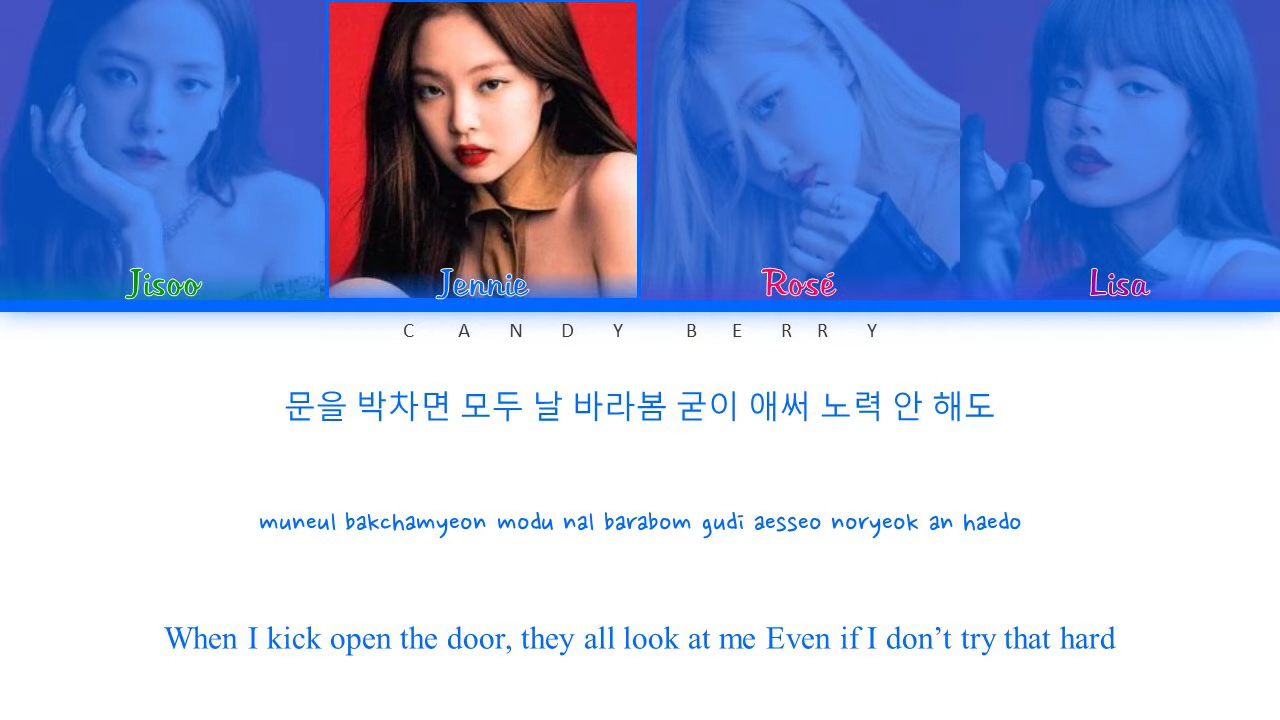 Jisoo
Jennie
Rosé
Lisa
CANDY BERRY
문을 박차면 모두 날 바라봄 굳이 애써 노력 안 해도
muneul bakchamyeon modu nal barabom gudi aesseo noryeok an haedo
When I kick open the door, they all look at me Even if I don’t try that hard